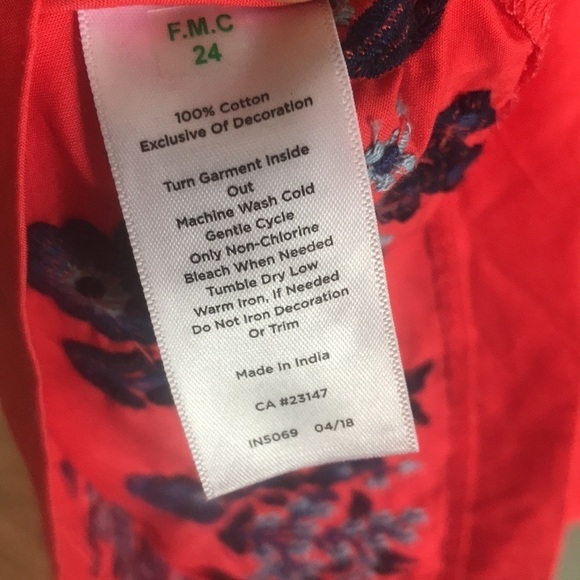 F.M.C
24
100% Cotton
Exclusive Of Decoration
Turn Garment Inside
Out
Machine Wash Cold
Gentle Cycle
Only Non-Chlorine
Bleach When Needed
Tumble Dry Low
Warm Iron, If Needed
Do Not Iron Decoration
Or Trim
Made In India
CA #23147
IN5069 04/18